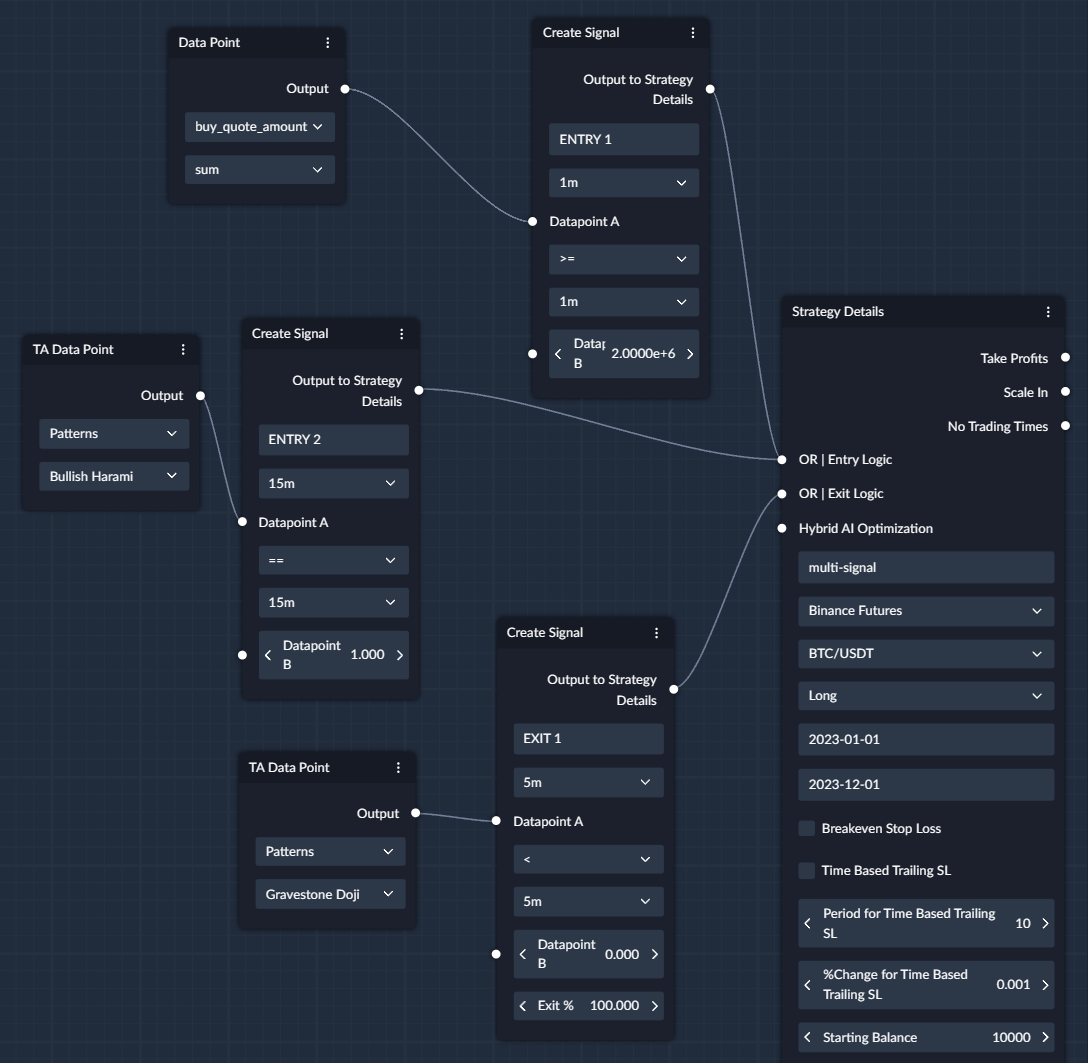 Data Point
Output
buy_quote_amount
sum
Create Signal
Output to Strategy
Details
ENTRY 1
1m
Datapoint A
>=
1m
Datap
B
2.0000e+6
TA Data Point
Output
Patterns
Bullish Harami
Create Signal
Output to Strategy
Details
ENTRY 2
15m
Datapoint A
==
15m
Datapoint
B
1.000
TA Data Point
Output
Patterns
Gravestone Doji
Create Signal
Output to Strategy
Details
EXIT 1
5m
Datapoint A
<
5m
Datapoint
B
0.000
Exit % 100.000
Strategy Details
Take Profits
Scale In
No Trading Times
OR | Entry Logic
OR | Exit Logic
Hybrid AI Optimization
multi-signal
Binance Futures
BTC/USDT
Long
2023-01-01
2023-12-01
Breakeven Stop Loss
Time Based Trailing SL
Period for Time Based Trailing
SL
10
%Change for Time Based
Trailing SL
0.001
Starting Balance 10000